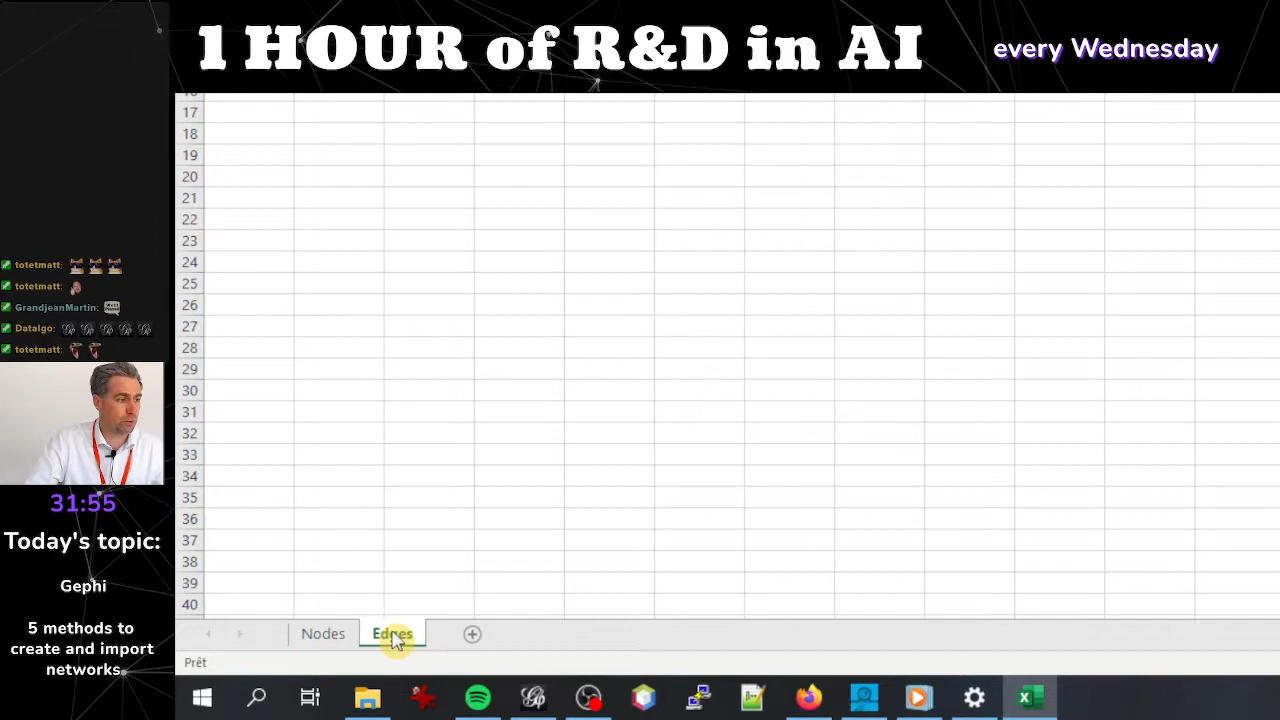 1 HOUR of R&D in AI
every Wednesday
17
18
19
20
21
22
23
24
25
26
27
28
29
30
31
32
33
34
35
36
37
38
39
40
totetmatt:
totetmatt:
GrandjeanMartin:
Datalgo:
totetmatt:
31:55
Today's topic:
Gephi
5 methods to
create and import
networks
Nodes
Edges
Prêt